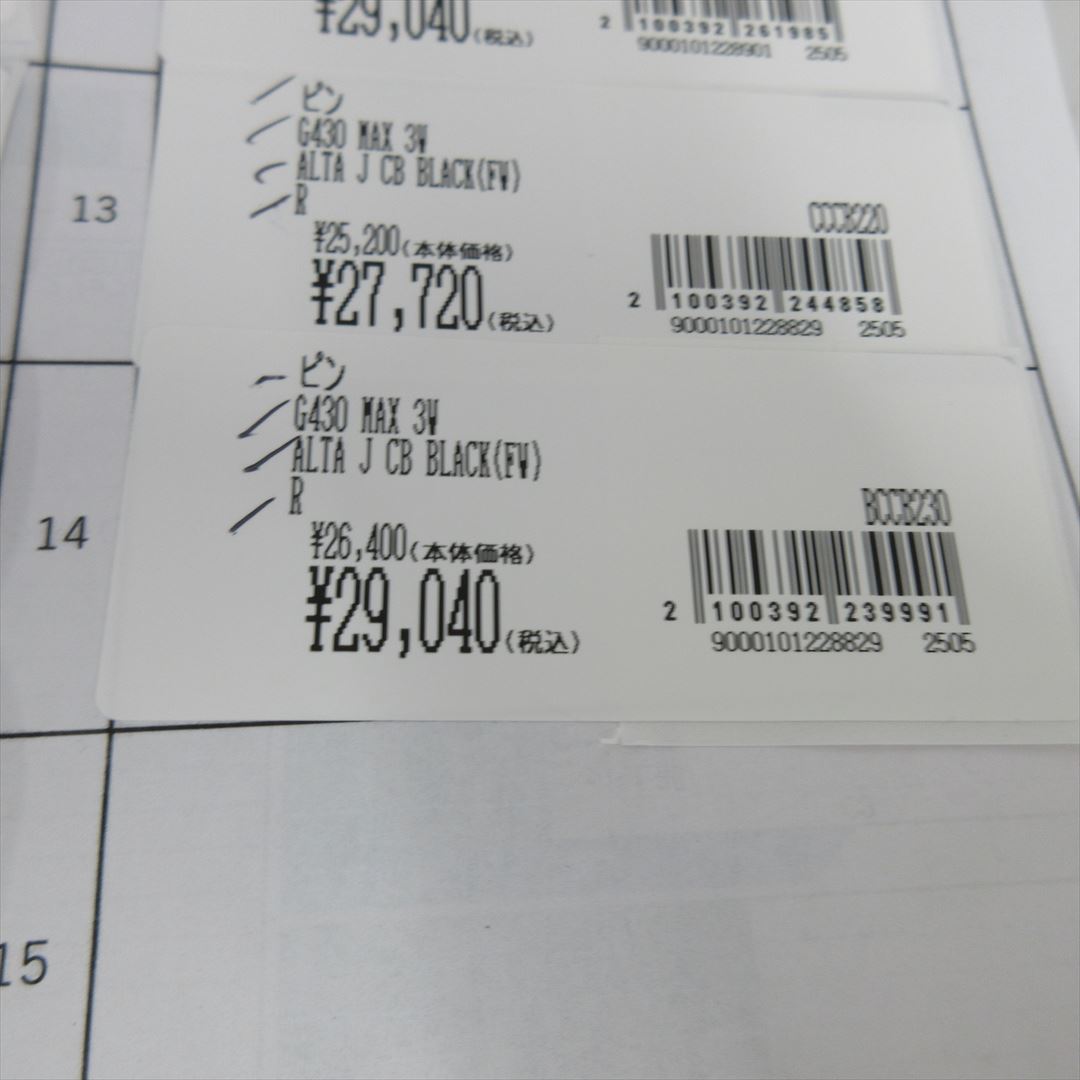 ¥29,040(税込)
2 100392 261985
9000101228901 2505
13
ピン
G430 MAX 3W
ALTA J CB BLACK(FW)
R
¥25,200(本体価格)
¥27,720(税込)
CCCB220
2 100392 244858
9000101228829 2505
14
ピン
G430 MAX 3W
ALTA J CB BLACK(FW)
R
¥26,400(本体価格)
¥29,040(税込)
BCCB230
2 100392 239991
9000101228829 2505
15